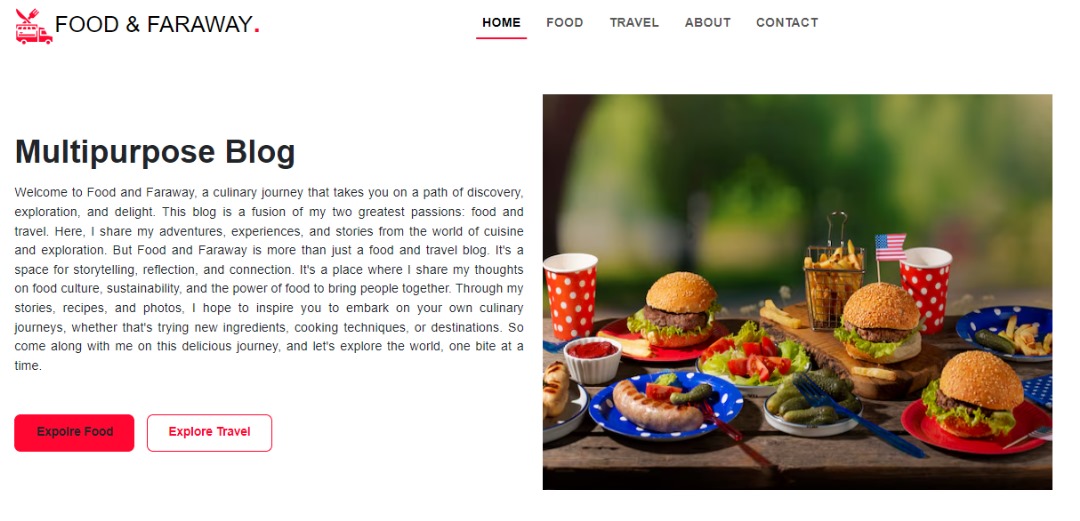 FOOD & FARAWAY.
HOME FOOD TRAVEL ABOUT CONTACT
Multipurpose Blog
Welcome to Food and Faraway, a culinary journey that takes you on a path of discovery,
exploration, and delight. This blog is a fusion of my two greatest passions: food and
travel. Here, I share my adventures, experiences, and stories from the world of cuisine
and exploration. But Food and Faraway is more than just a food and travel blog. It's a
space for storytelling, reflection, and connection. It's a place where I share my thoughts
on food culture, sustainability, and the power of food to bring people together. Through my
stories, recipes, and photos, I hope to inspire you to embark on your own culinary
journeys, whether that's trying new ingredients, cooking techniques, or destinations. So
come along with me on this delicious journey, and let's explore the world, one bite at a
time.
Expolre Food Explore Travel